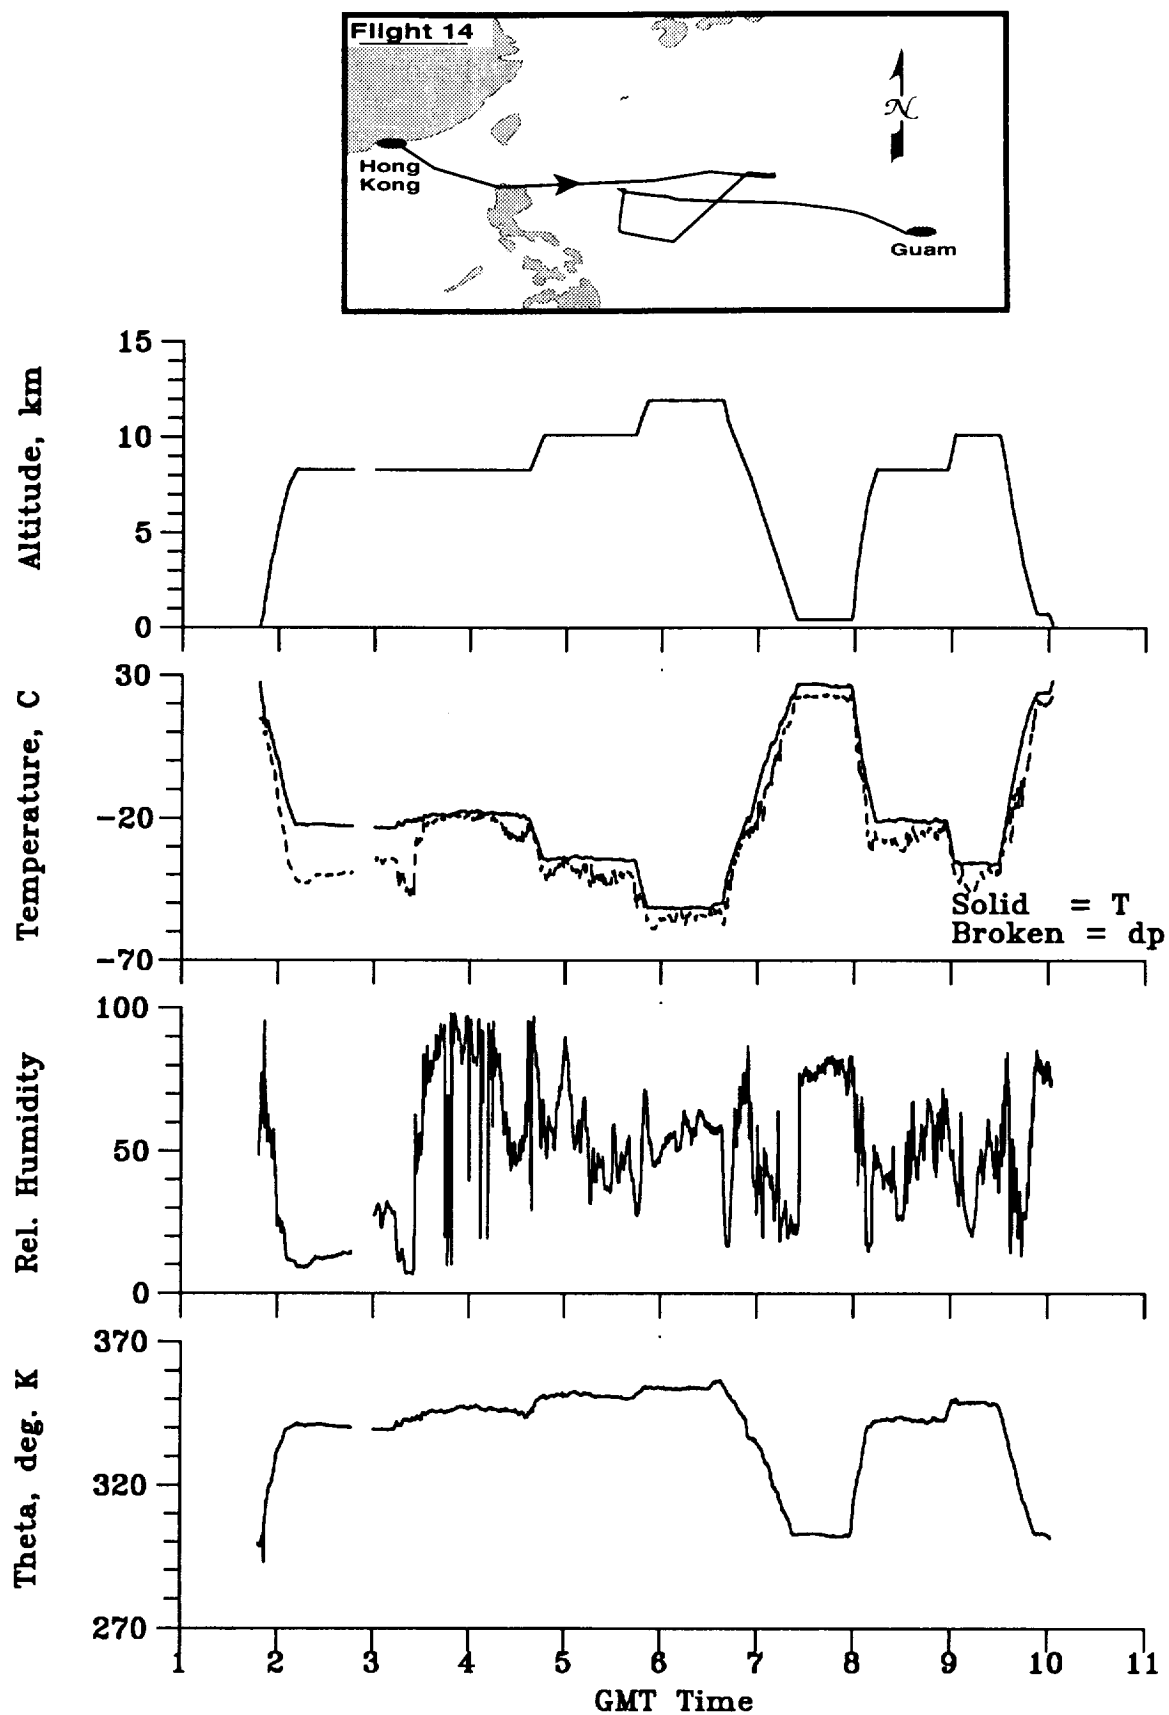 Flight 14
N
Hong
Kong
Guam
15
10
5
0
Altitude, km
30
-20
-70
Temperature, C
Solid = T
Broken = dp
100
50
0
Rel. Humidity
370
320
270
Theta, deg. K
1 2 3 4 5 6 7 8 9 10 11
GMT Time